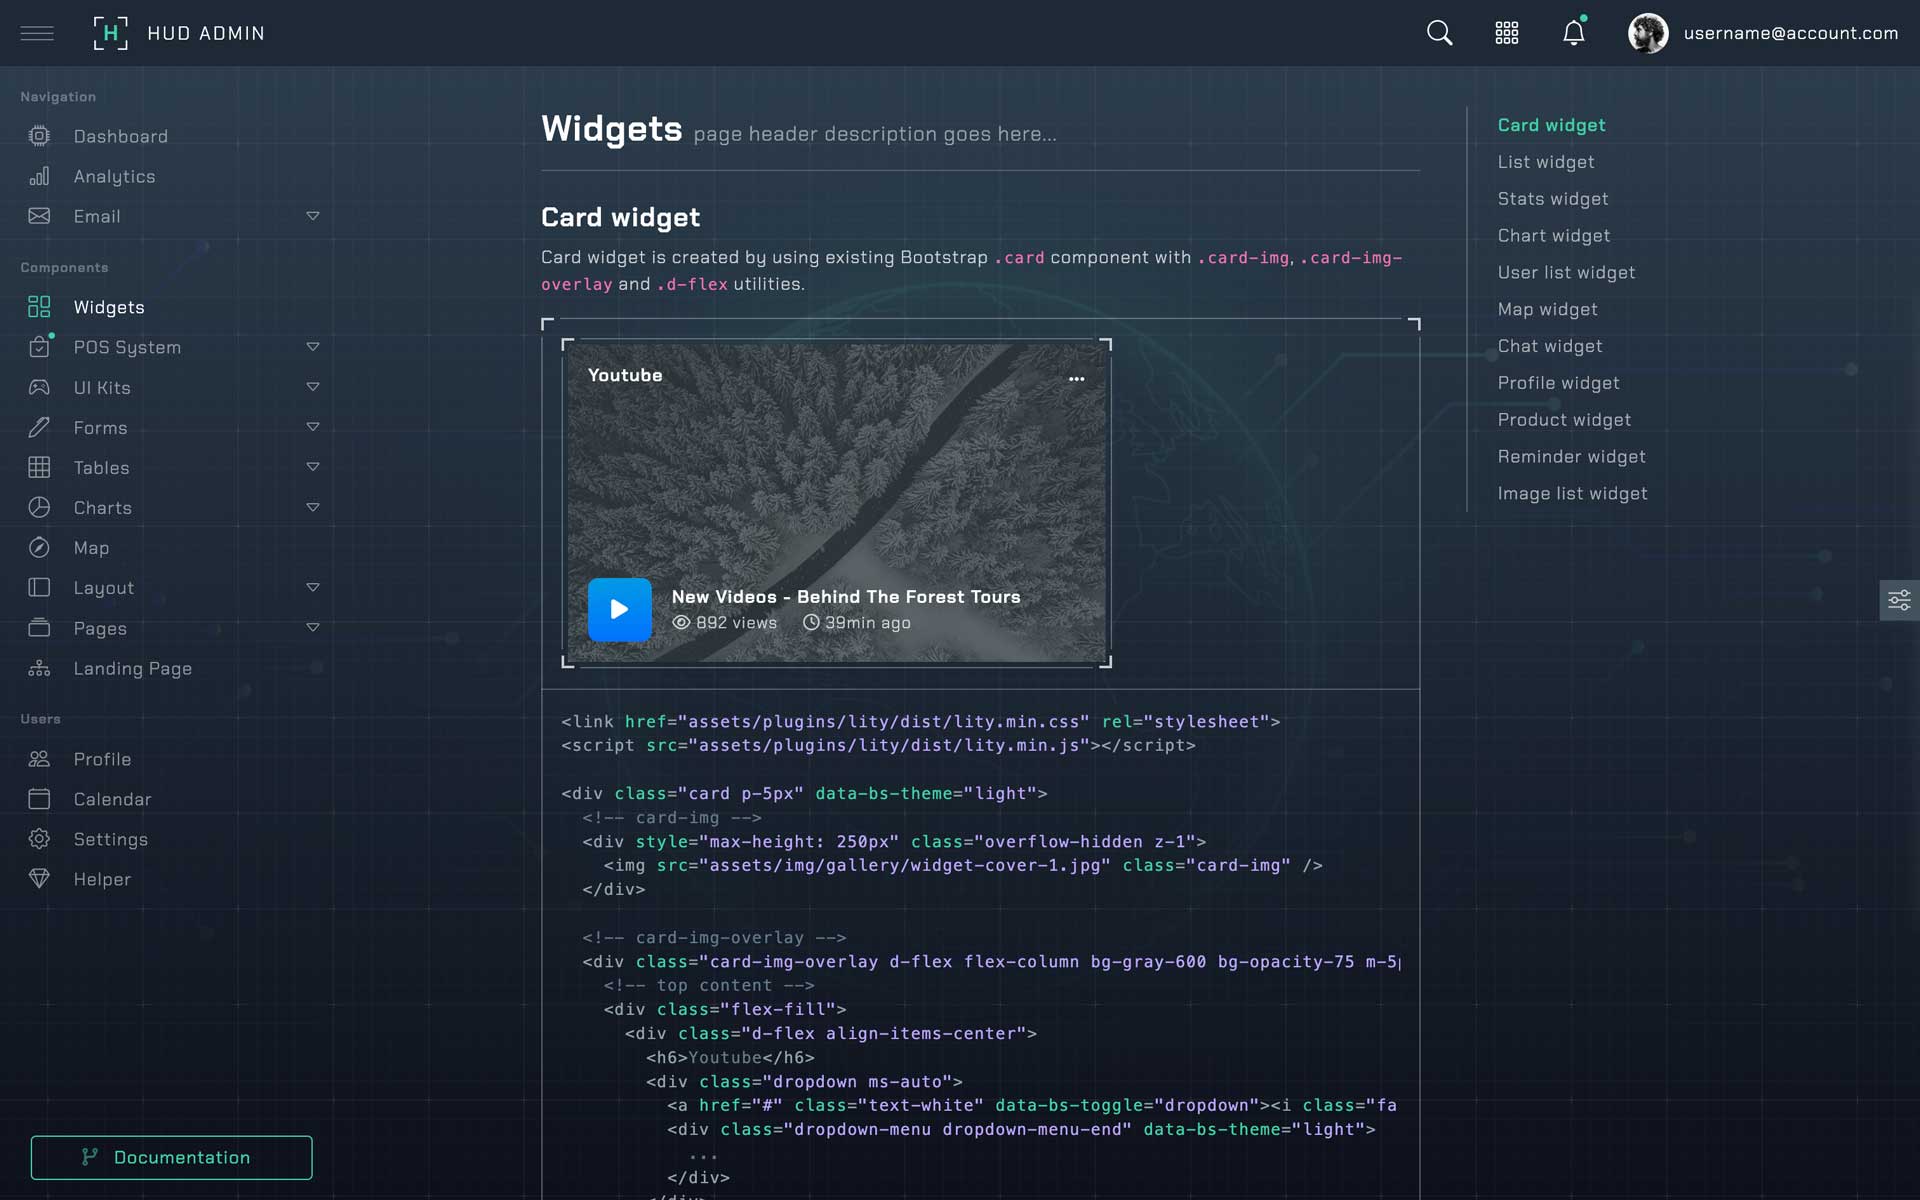 H HUD ADMIN
username@account.com
Navigation
Dashboard
Analytics
Email
Components
Widgets
POS System
UI Kits
Forms
Tables
Charts
Map
Layout
Pages
Landing Page
Users
Profile
Calendar
Settings
Helper
Documentation
Widgets page header description goes here...
Card widget
Card widget is created by using existing Bootstrap .card component with .card-img, .card-img-
overlay and .d-flex utilities.
Youtube
...
New Videos - Behind The Forest Tours
892 views 39min ago
<link href="assets/plugins/lity/dist/lity.min.css" rel="stylesheet">
<script src="assets/plugins/lity/dist/lity.min.js"></script>
<div class="card p-5px" data-bs-theme="light">
<!-- card-img -->
<div style="max-height: 250px" class="overflow-hidden z-1">
<img src="assets/img/gallery/widget-cover-1.jpg" class="card-img" />
</div>
<!-- card-img-overlay -->
<div class="card-img-overlay d-flex flex-column bg-gray-600 bg-opacity-75 m-5
<!-- top content -->
<div class="flex-fill">
<div class="d-flex align-items-center">
<h6>Youtube</h6>
<div class="dropdown ms-auto">
<a href="#" class="text-white" data-bs-toggle="dropdown"><i class="fa
<div class="dropdown-menu dropdown-menu-end" data-bs-theme="light">
...
</div>
</div>
Card widget
List widget
Stats widget
Chart widget
User list widget
Map widget
Chat widget
Profile widget
Product widget
Reminder widget
Image list widget